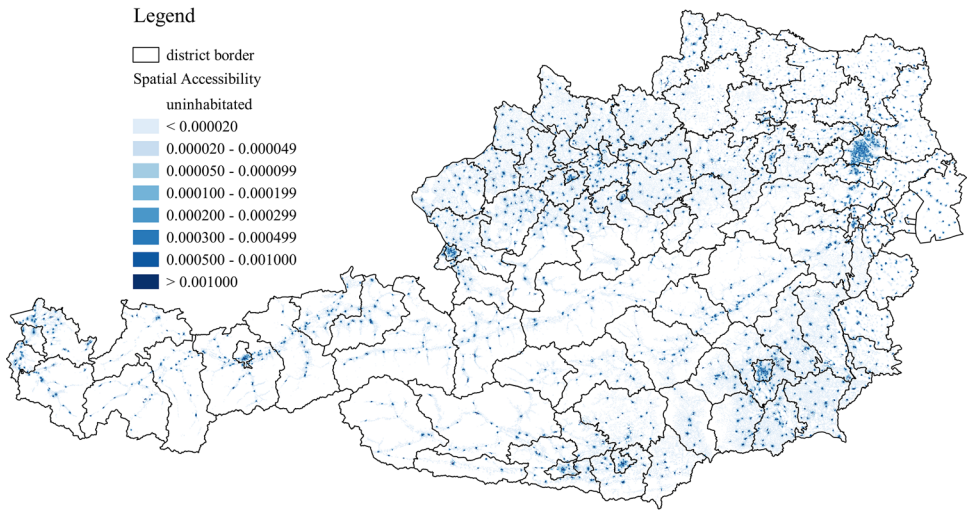 Legend
district border
Spatial Accessibility
uninhabitated
< 0.000020
0.000020 - 0.000049
0.000050 - 0.000099
0.000100 - 0.000199
0.000200 - 0.000299
0.000300 - 0.000499
0.000500 - 0.001000
> 0.001000